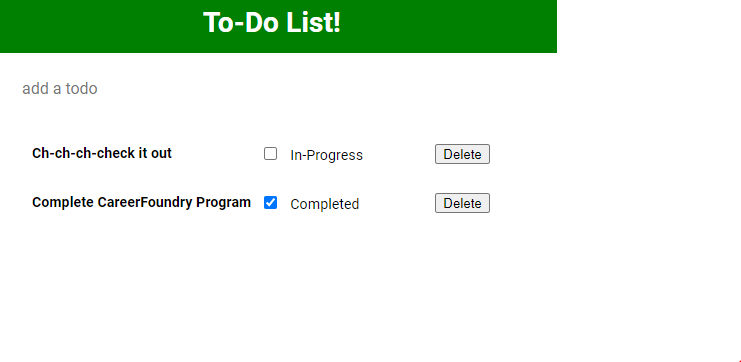 To-Do List!
add a todo
Ch-ch-ch-check it out In-Progress Delete
Complete CareerFoundry Program Completed Delete